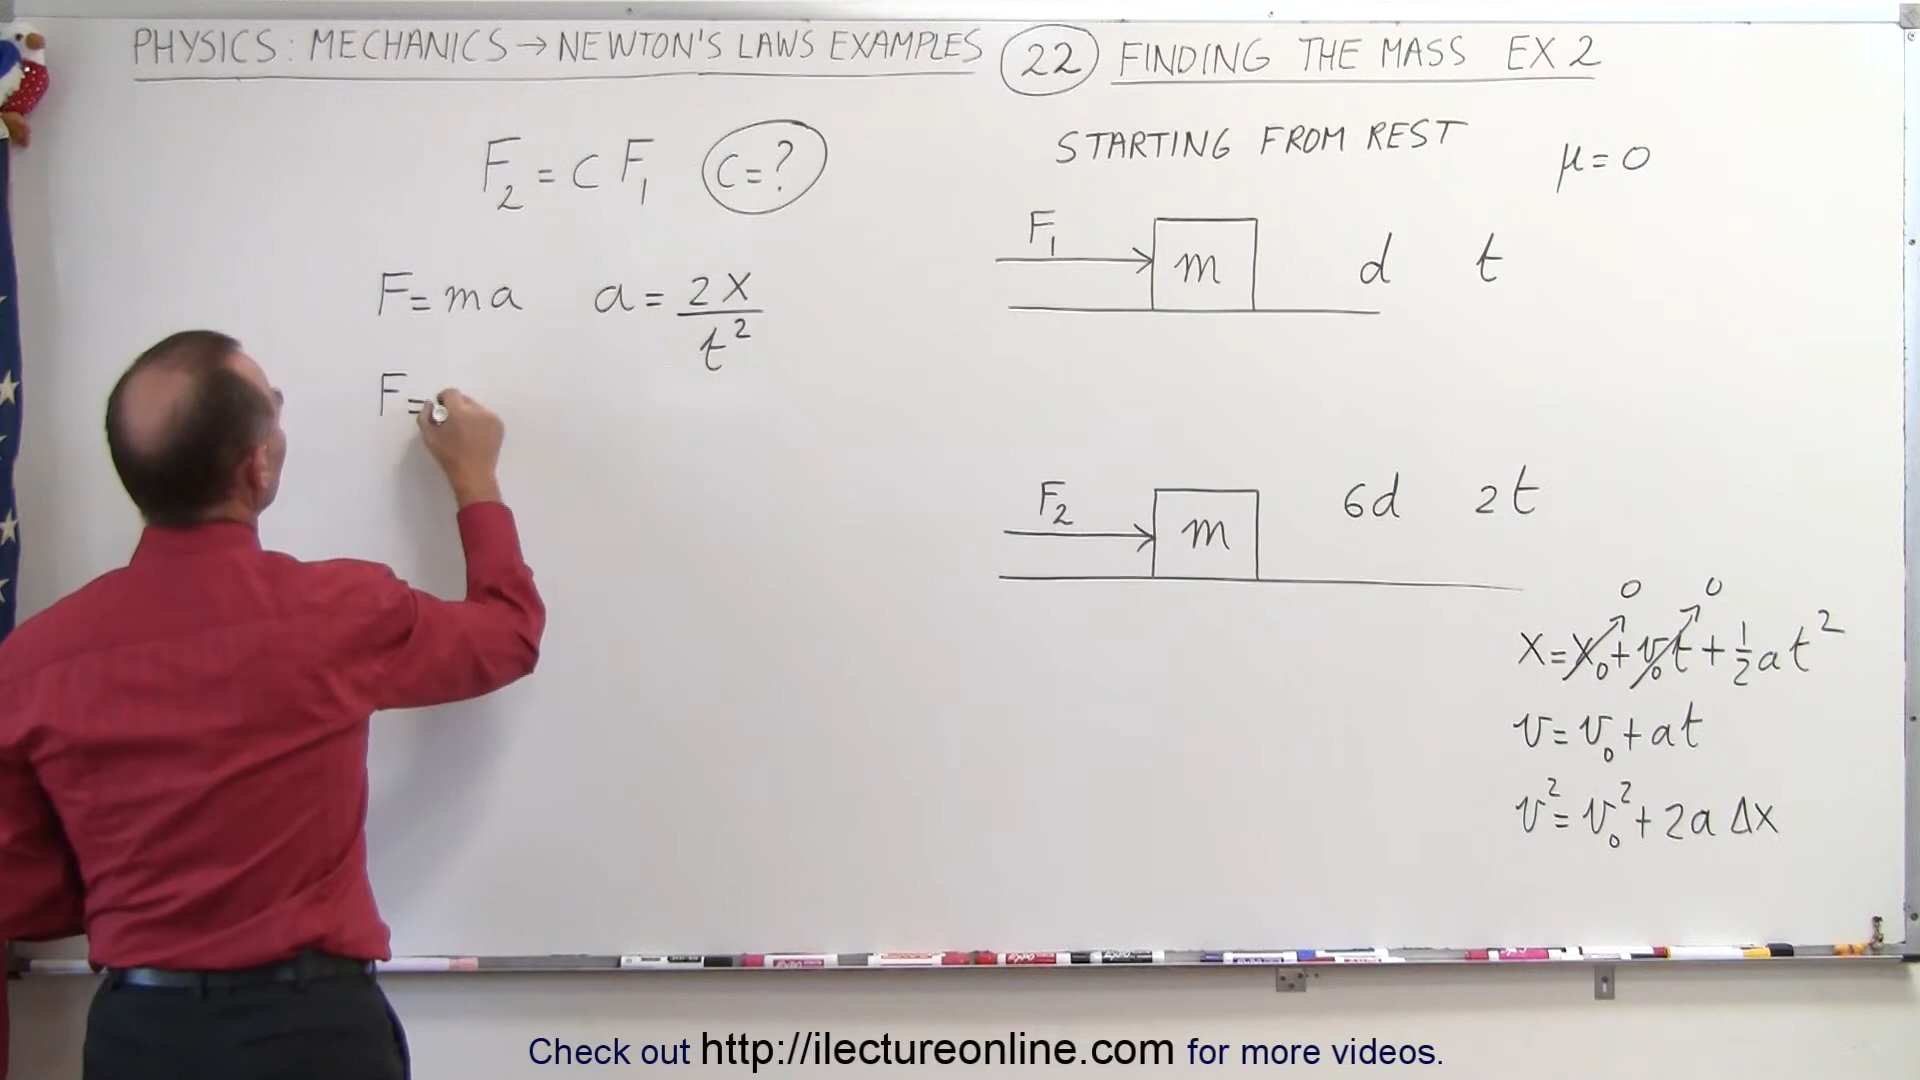 PHYSICS: MECHANICS → NEWTON'S LAWS EXAMPLES 22 FINDING THE MASS EX 2
F₂ = C F₁ C = ?
F = ma a = 2X / t²
F =
STARTING FROM REST μ = 0
F₁ m d t
F₂ m 6d 2t
0 0
X = X₀ + v₀t + ½at²
v = v₀ + at
v² = v₀² + 2a ΔX
Check out http://ilectureonline.com for more videos.